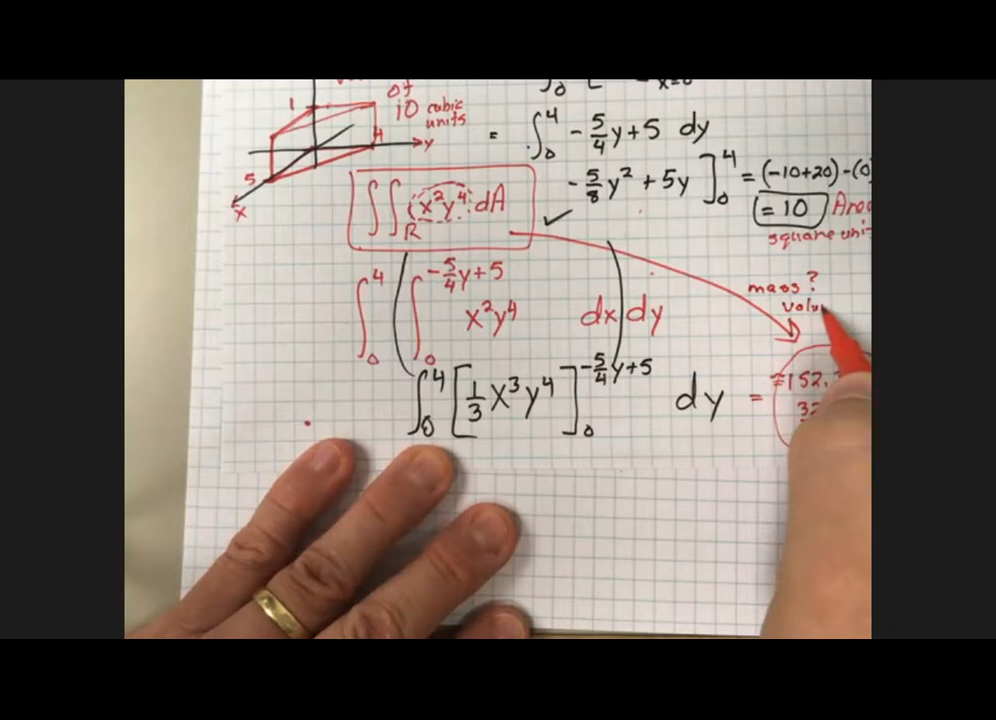 1
of
10 cubic
units
4
y
5
x
= ∫₀⁴ -5/4y+5 dy
-5/8y² + 5y ]₀⁴ = (-10+20)-(0
= 10
square
∫∫_R (x²y⁴) dA ✓
mass?
∫₀⁴ ( ∫₀^(-5/4y+5) x²y⁴ dx ) dy
∫₀⁴ [1/3 x³y⁴]₀^(-5/4y+5) dy =